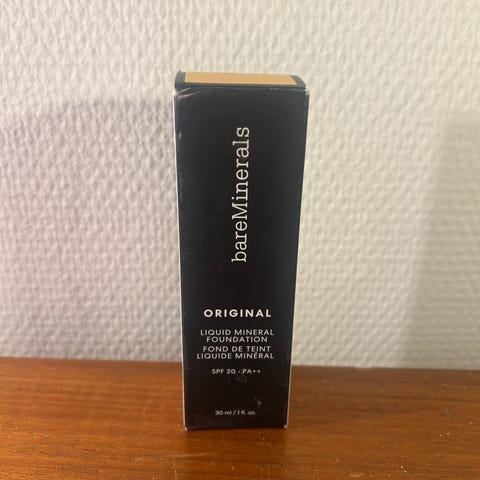 bareMinerals
ORIGINAL
LIQUID MINERAL
FOUNDATION
FOND DE TEINT
LIQUIDE MINÉRAL
SPF 20 • PA++
30 ml / 1 fl. oz.